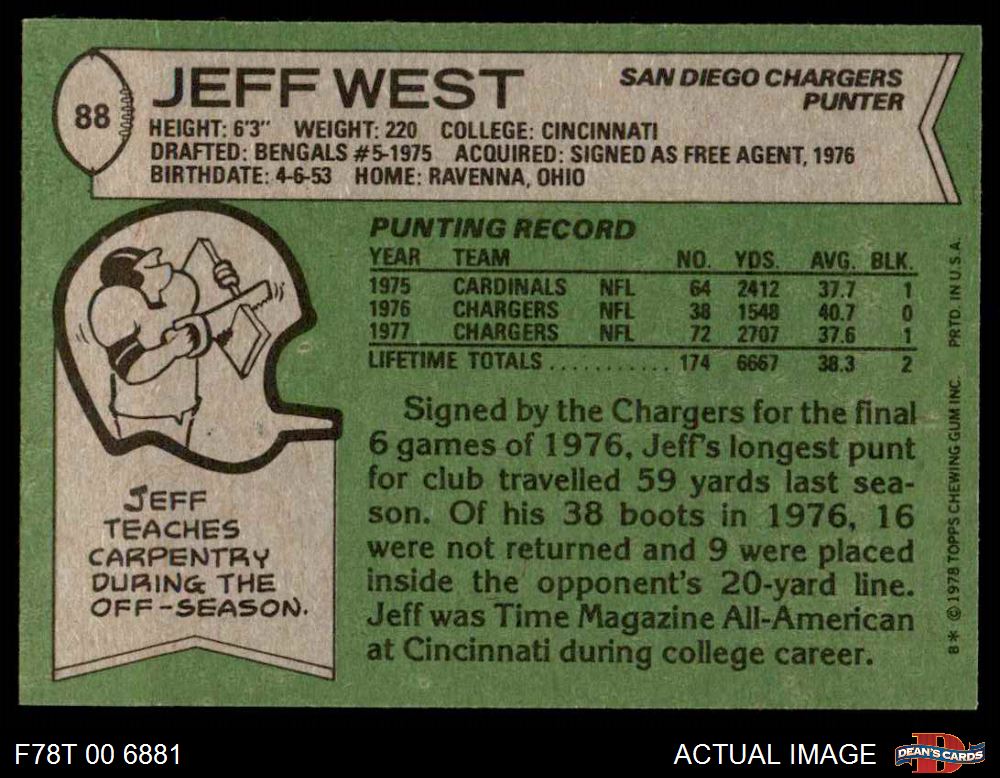 88
JEFF WEST
SAN DIEGO CHARGERS
PUNTER
HEIGHT: 6'3" WEIGHT: 220 COLLEGE: CINCINNATI
DRAFTED: BENGALS #5-1975 ACQUIRED: SIGNED AS FREE AGENT, 1976
BIRTHDATE: 4-6-53 HOME: RAVENNA, OHIO
PUNTING RECORD
YEAR TEAM NO. YDS. AVG. BLK.
1975 CARDINALS NFL 64 2412 37.7 1
1976 CHARGERS NFL 38 1548 40.7 0
1977 CHARGERS NFL 72 2707 37.6 1
LIFETIME TOTALS ........... 174 6667 38.3 2
Signed by the Chargers for the final
6 games of 1976, Jeff's longest punt
for club travelled 59 yards last sea-
son. Of his 38 boots in 1976, 16
were not returned and 9 were placed
inside the opponent's 20-yard line.
Jeff was Time Magazine All-American
at Cincinnati during college career.
JEFF
TEACHES
CARPENTRY
DURING THE
OFF-SEASON.
8* © 1978 TOPPS CHEWING GUM INC. PRTD. IN U.S.A.
F78T 00 6881
ACTUAL IMAGE
DEAN'S CARDS